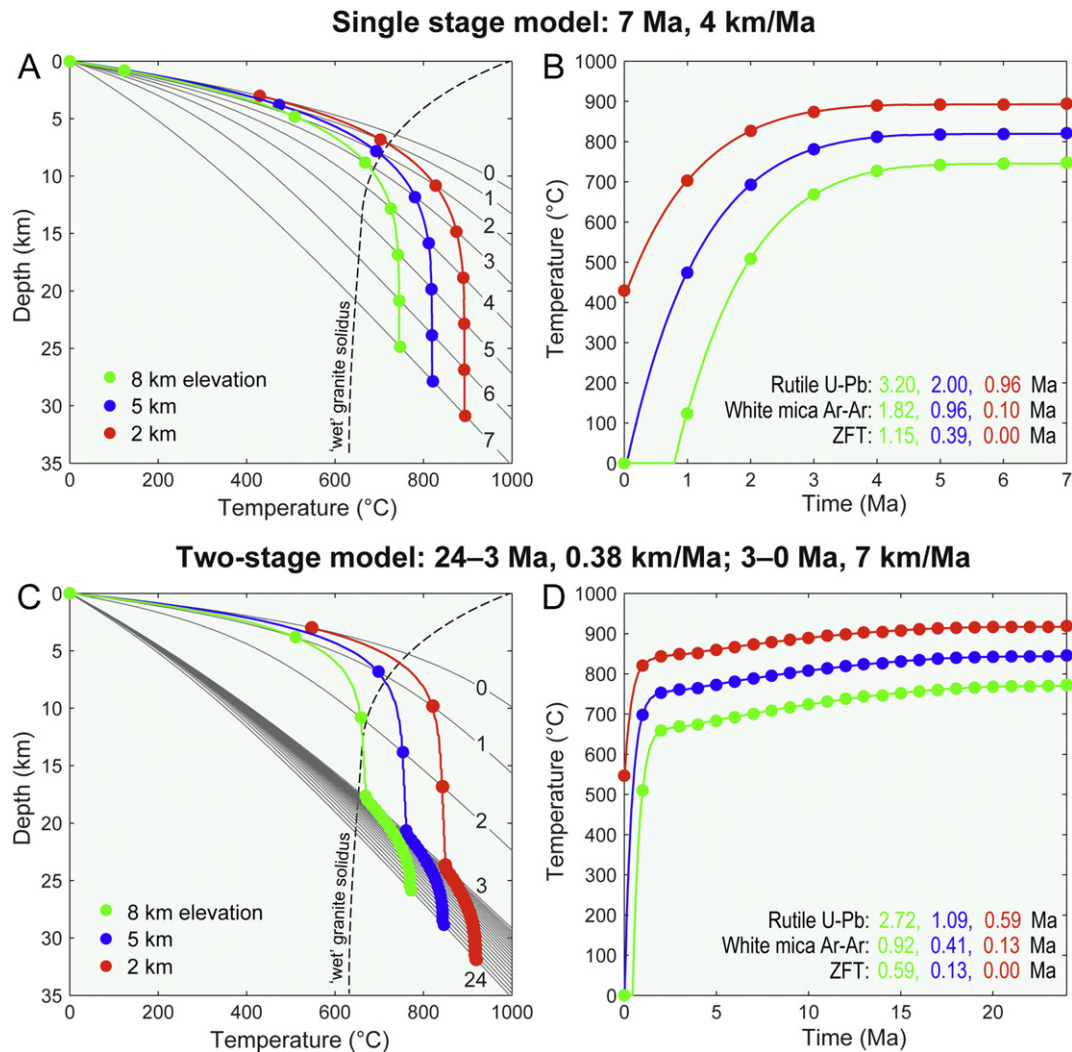 Single stage model: 7 Ma, 4 km/Ma
A
0
5
10
15
20
25
30
35
Depth (km)
0
200
400
600
800
1000
Temperature (°C)
'wet' granite solidus
8 km elevation
5 km
2 km
0
1
2
3
4
5
6
7
B
1000
900
800
700
600
500
400
300
200
100
0
Temperature (°C)
Rutile U-Pb: 3.20, 2.00, 0.96 Ma
White mica Ar-Ar: 1.82, 0.96, 0.10 Ma
ZFT: 1.15, 0.39, 0.00 Ma
0 1 2 3 4 5 6 7
Time (Ma)
Two-stage model: 24–3 Ma, 0.38 km/Ma; 3–0 Ma, 7 km/Ma
C
0
5
10
15
20
25
30
35
Depth (km)
0
200
400
600
800
1000
Temperature (°C)
'wet' granite solidus
8 km elevation
5 km
2 km
0
1
2
3
24
D
1000
900
800
700
600
500
400
300
200
100
0
Temperature (°C)
Rutile U-Pb: 2.72, 1.09, 0.59 Ma
White mica Ar-Ar: 0.92, 0.41, 0.13 Ma
ZFT: 0.59, 0.13, 0.00 Ma
0 5 10 15 20
Time (Ma)